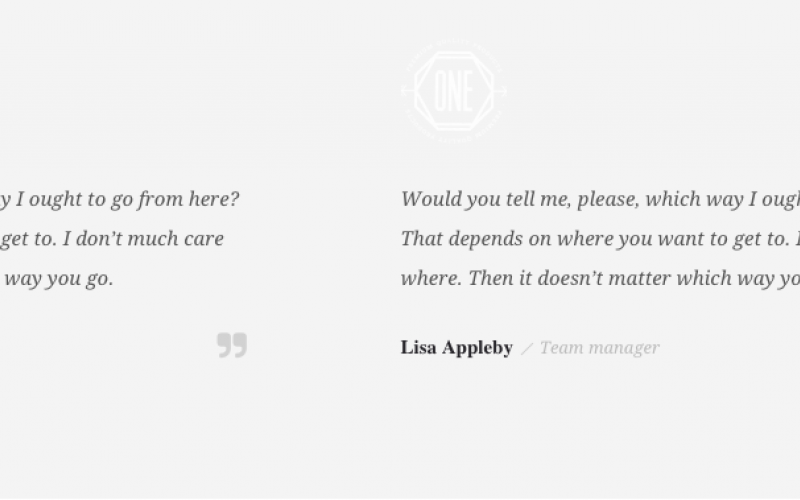 ONE
y I ought to go from here?
get to. I don’t much care
way you go.
Would you tell me, please, which way I ough
That depends on where you want to get to. I
where. Then it doesn’t matter which way yo
Lisa Appleby / Team manager